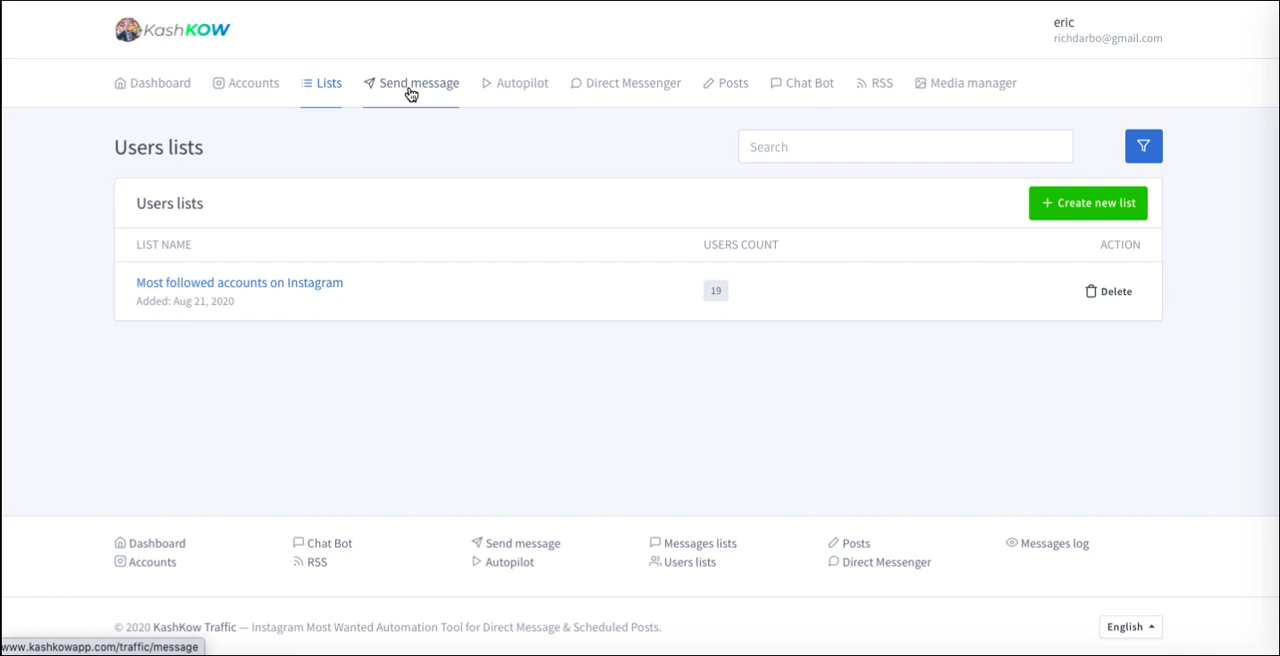 KashKOW
eric
richdarbo@gmail.com
Dashboard Accounts Lists Send message Autopilot Direct Messenger Posts Chat Bot RSS Media manager
Users lists
Search
Users lists
+ Create new list
LIST NAME USERS COUNT ACTION
Most followed accounts on Instagram
Added: Aug 21, 2020
19
Delete
Dashboard Chat Bot Send message Messages lists Posts Messages log
Accounts RSS Autopilot Users lists Direct Messenger
© 2020 KashKow Traffic — Instagram Most Wanted Automation Tool for Direct Message & Scheduled Posts.
English
www.kashkowapp.com/traffic/message